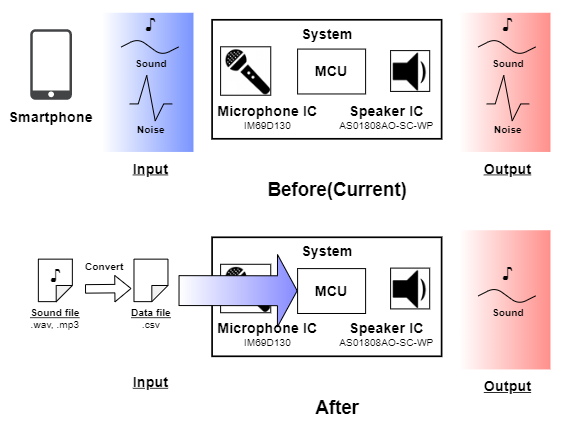 System
Sound
MCU
Sound
Smartphone
Microphone IC
Speaker IC
IM69D130
AS01808AO-SC-WP
Noise
Noise
Input
Output
Before(Current)
System
Convert
MCU
Sound file
.wav, .mp3
Data file
.csv
Sound
Microphone IC
Speaker IC
IM69D130
AS01808AO-SC-WP
Input
Output
After